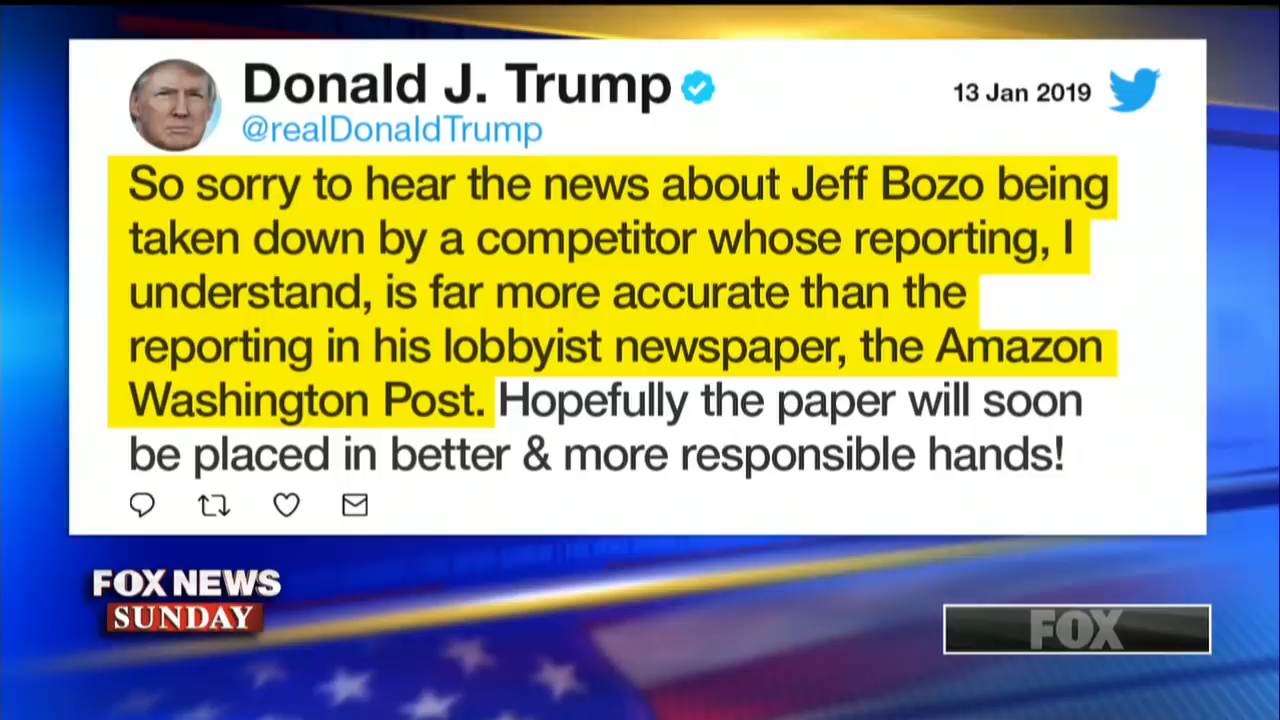 Donald J. Trump
@realDonaldTrump
13 Jan 2019
So sorry to hear the news about Jeff Bozo being
taken down by a competitor whose reporting, I
understand, is far more accurate than the
reporting in his lobbyist newspaper, the Amazon
Washington Post. Hopefully the paper will soon
be placed in better & more responsible hands!
FOX NEWS
SUNDAY
FOX